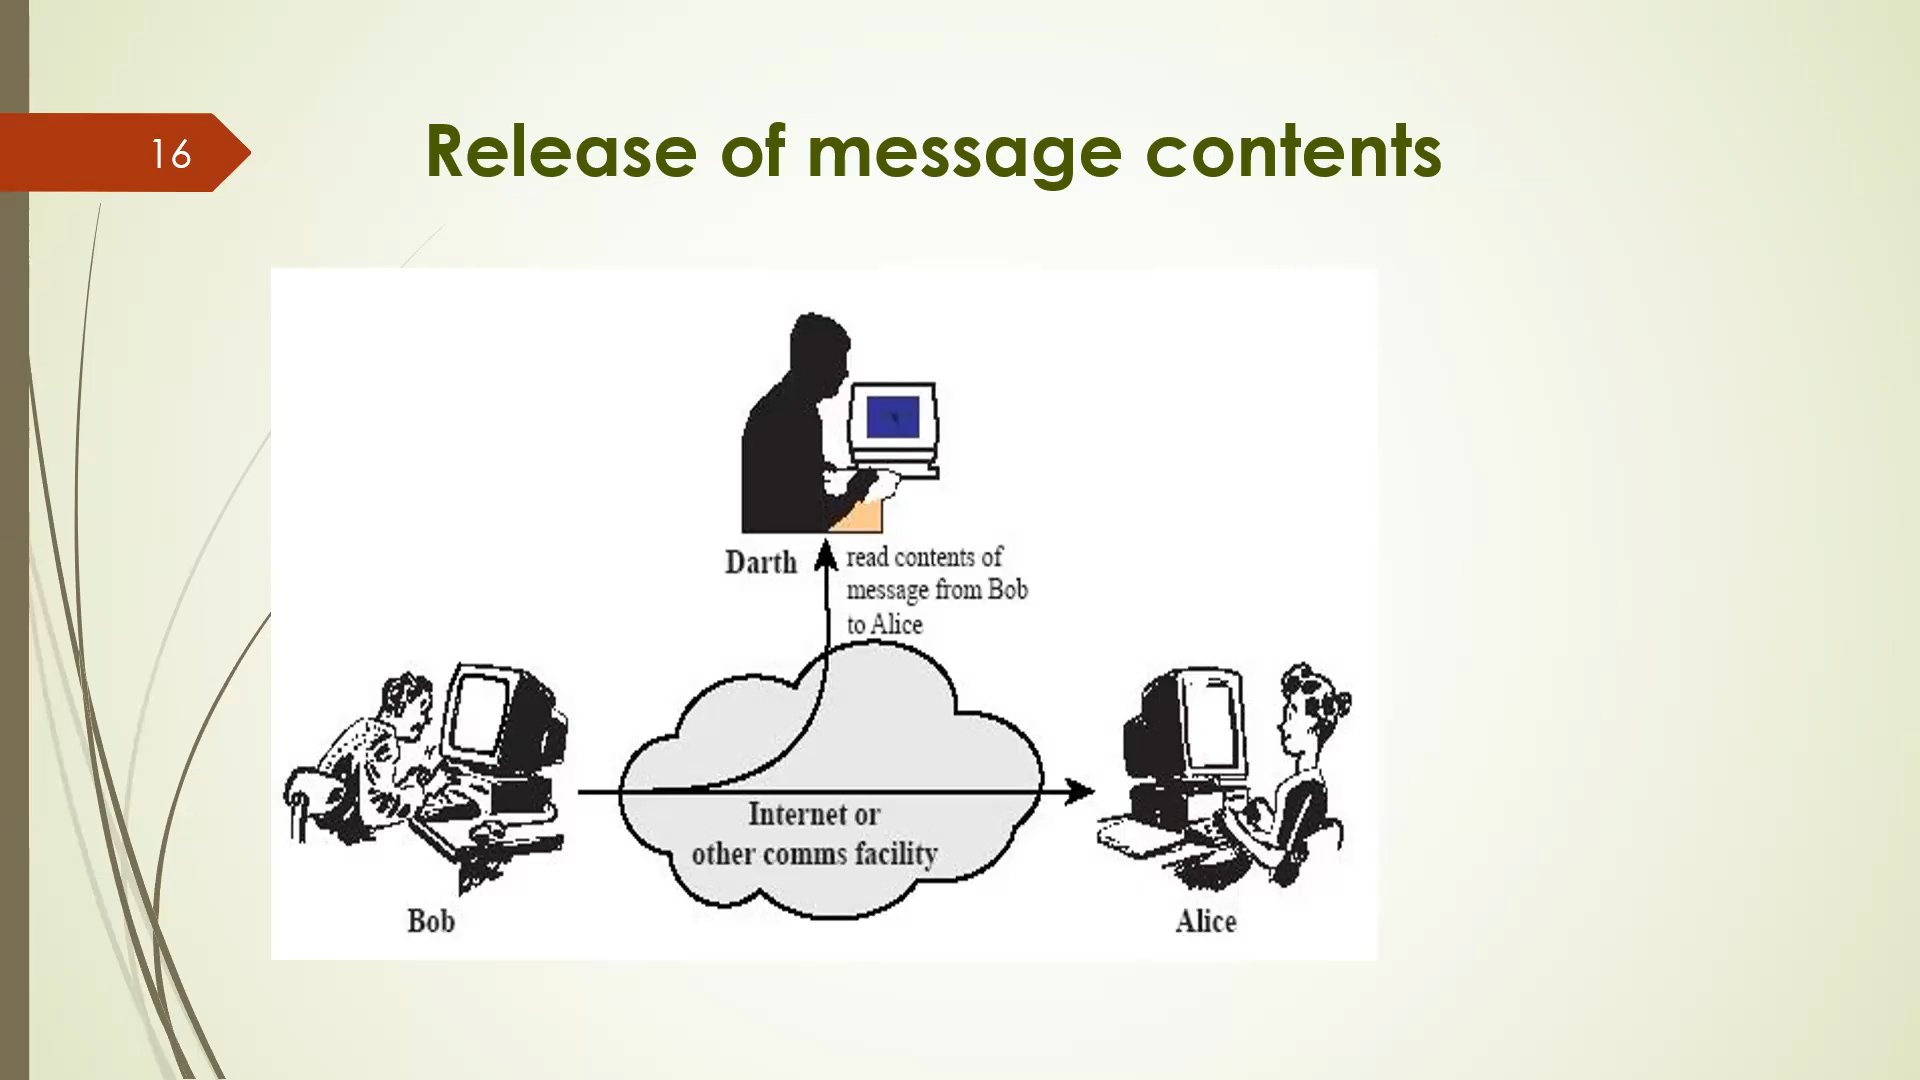 16
Release of message contents
Darth
read contents of
message from Bob
to Alice
Internet or
other comms facility
Bob
Alice